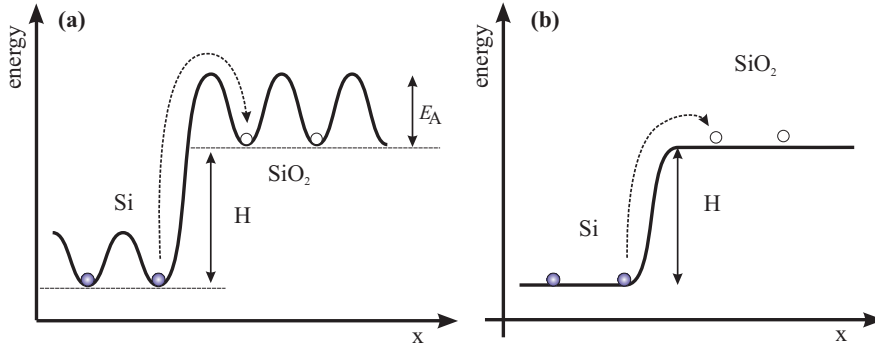 (a)
energy
Si
H
SiO₂
E_A
x
(b)
energy
SiO₂
Si
H
x